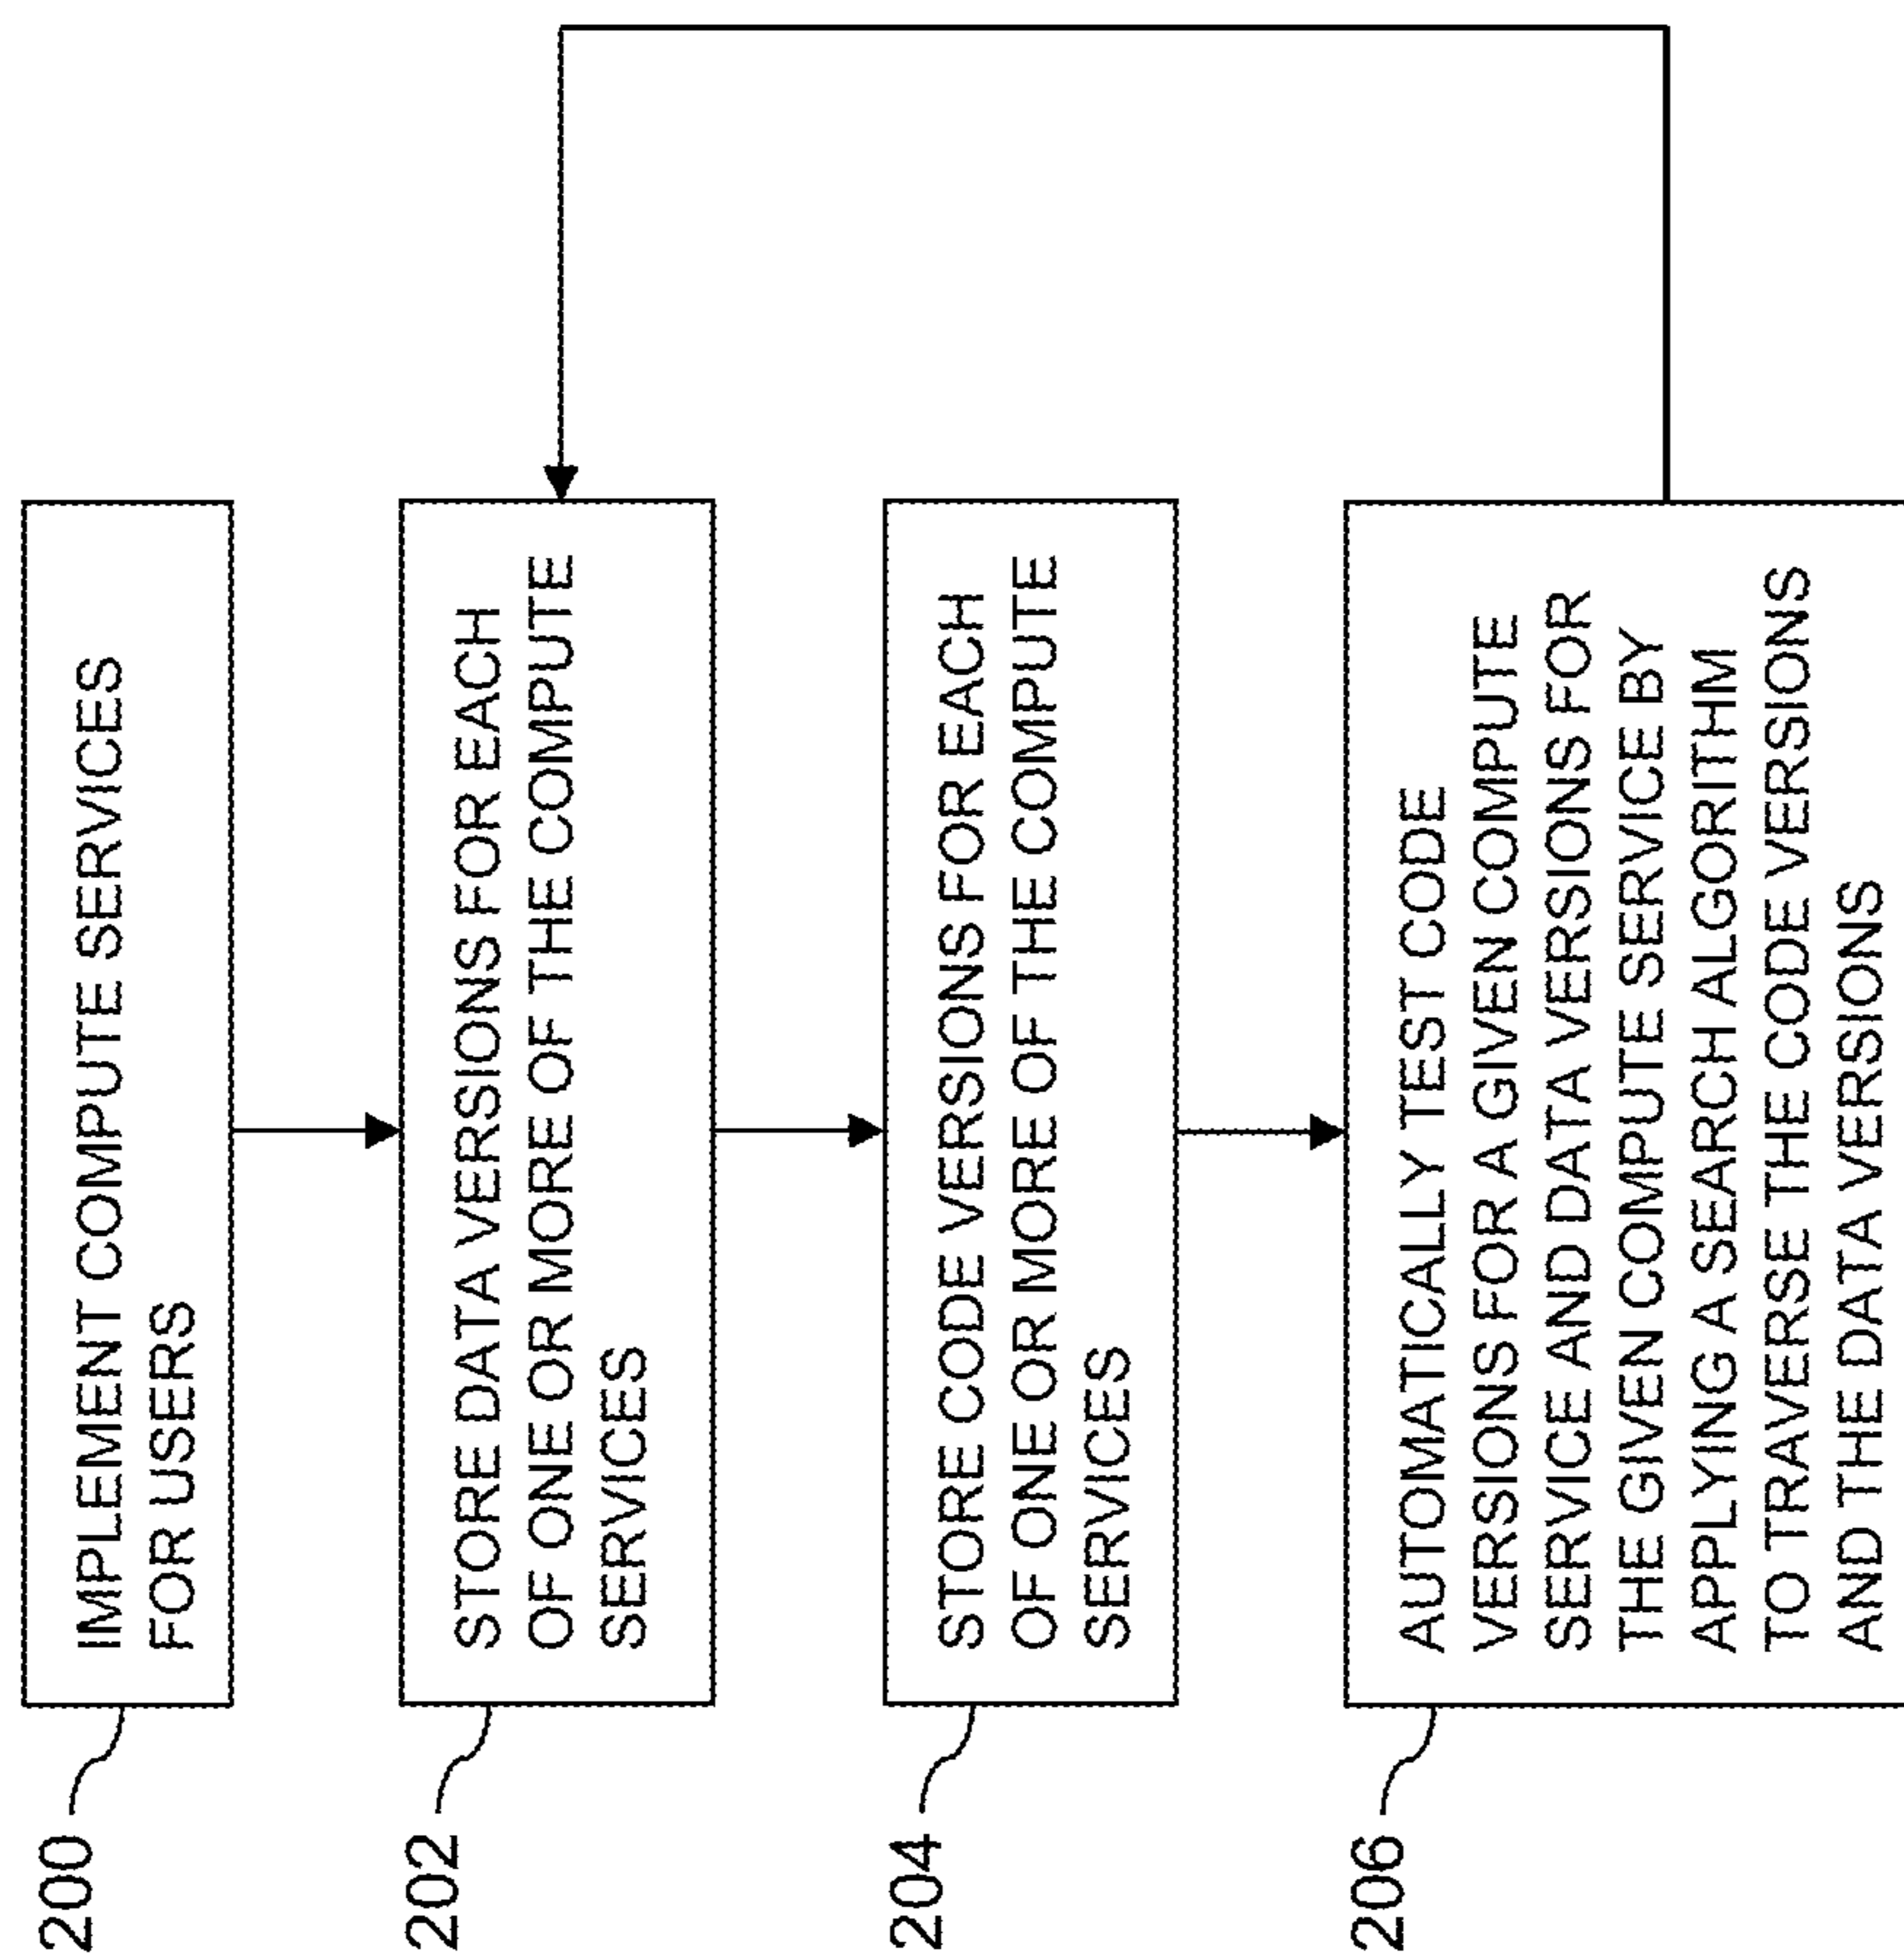 200
IMPLEMENT COMPUTE SERVICES
FOR USERS
202
STORE DATA VERSIONS FOR EACH
OF ONE OR MORE OF THE COMPUTE
SERVICES
204
STORE CODE VERSIONS FOR EACH
OF ONE OR MORE OF THE COMPUTE
SERVICES
206
AUTOMATICALLY TEST CODE
VERSIONS FOR A GIVEN COMPUTE
SERVICE AND DATA VERSIONS FOR
THE GIVEN COMPUTE SERVICE BY
APPLYING A SEARCH ALGORITHM
TO TRAVERSE THE CODE VERSIONS
AND THE DATA VERSIONS